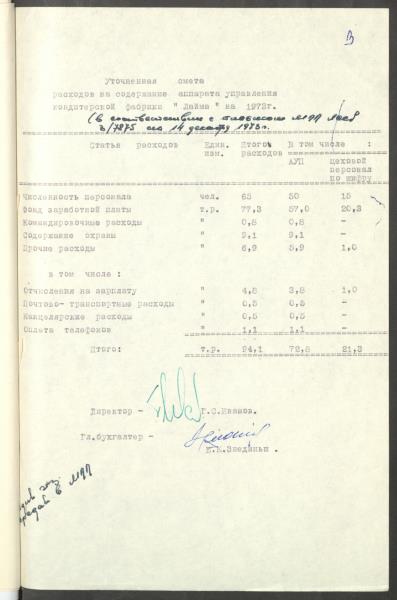 Уточненная смета
расходов на содержание аппарата управления
кондитерской фабрики "Лайма" на 1973г.
(в соответствии с письмом МПП Лат. ССР
от 14 декабря 1973г.
Статья расходов Един. изм. Итого расходов В том числе :
АУП цеховой персонал по шифру
Численность персонала чел. 65 50 15
Фонд заработной платы т.р. 77,3 57,0 20,3
Командировочные расходы " 0,8 0,8 -
Содержание охраны " 9,1 9,1 -
Прочие расходы " 6,9 5,9 1,0
в том числе :
Отчисления на зарплату " 4,8 3,8 1,0
Почтово- транспортные расходы " 0,5 0,5 -
Канцелярские расходы " 0,5 0,5 -
Оплата телефонов " 1,1 1,1 -
Итого: т.р. 94,1 72,8 21,3
Директор - Г.С.Иванов.
Гл.бухгалтер -
Звединьш .
в МПП